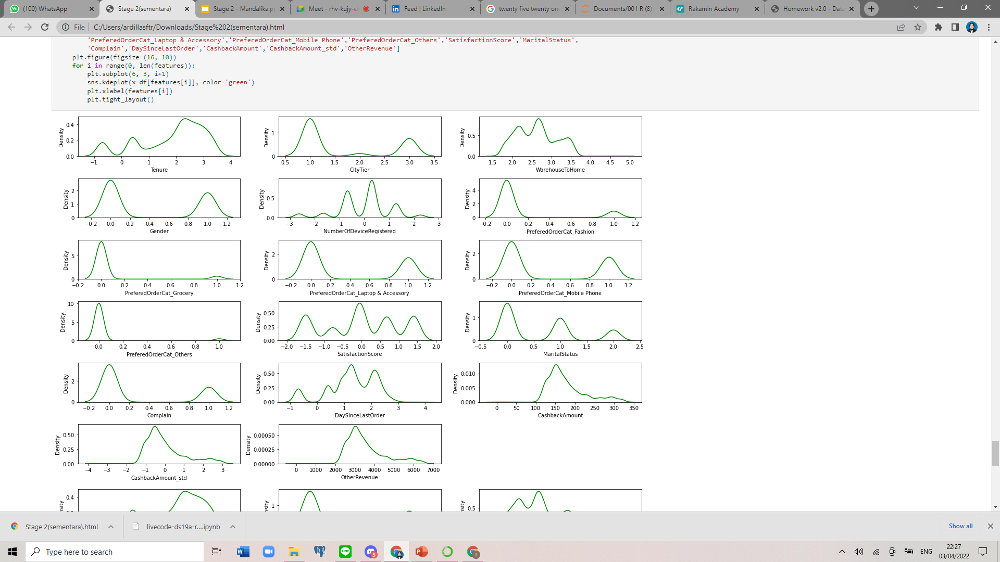 (100) WhatsApp
Stage 2(sementara)
Stage 2 - Mandalika.p
Meet - rhv-kujy-c
Feed | LinkedIn
twenty five twenty on
Documents/001 R (8)
Rakamin Academy
Homework v2.0 - Data
File
C:/Users/ardillasftr/Downloads/Stage%202(sementara).html
'PreferedOrderCat_Laptop & Accessory','PreferedOrderCat_Mobile Phone','PreferedOrderCat_Others','SatisfactionScore','MaritalStatus',
'Complain','DaySinceLastOrder','CashbackAmount','CashbackAmount_std','OtherRevenue']
plt.figure(figsize=(16, 10))
for i in range(0, len(features)):
plt.subplot(6, 3, i+1)
sns.kdeplot(x=df[features[i]], color='green')
plt.xlabel(features[i])
plt.tight_layout()
Density
0.4
0.2
0.0
−1 0 1 2 3 4
Tenure
Density
1
0
0.5 1.0 1.5 2.0 2.5 3.0 3.5
CityTier
Density
0.5
0.0
1.5 2.0 2.5 3.0 3.5 4.0 4.5 5.0
WarehouseToHome
Density
2
1
0
−0.2 0.0 0.2 0.4 0.6 0.8 1.0 1.2
Gender
Density
0.5
0.0
−3 −2 −1 0 1 2 3
NumberOfDeviceRegistered
Density
4
2
0
−0.2 0.0 0.2 0.4 0.6 0.8 1.0 1.2
PreferedOrderCat_Fashion
Density
5
0
−0.2 0.0 0.2 0.4 0.6 0.8 1.0 1.2
PreferedOrderCat_Grocery
Density
2
0
−0.2 0.0 0.2 0.4 0.6 0.8 1.0 1.2
PreferedOrderCat_Laptop & Accessory
Density
2
0
−0.2 0.0 0.2 0.4 0.6 0.8 1.0 1.2
PreferedOrderCat_Mobile Phone
Density
10
5
0
0.0 0.2 0.4 0.6 0.8 1.0
PreferedOrderCat_Others
Density
0.50
0.25
0.00
−2.0 −1.5 −1.0 −0.5 0.0 0.5 1.0 1.5 2.0
SatisfactionScore
Density
1
0
−0.5 0.0 0.5 1.0 1.5 2.0 2.5
MaritalStatus
Density
2
0
−0.2 0.0 0.2 0.4 0.6 0.8 1.0 1.2
Complain
Density
0.50
0.25
0.00
−1 0 1 2 3 4
DaySinceLastOrder
Density
0.010
0.005
0.000
0 50 100 150 200 250 300 350
CashbackAmount
Density
0.50
0.25
0.00
−4 −3 −2 −1 0 1 2 3
CashbackAmount_std
Density
0.00050
0.00025
0.00000
0 1000 2000 3000 4000 5000 6000 7000
OtherRevenue
0.4
1
0.5
Stage 2(sementara).html
livecode-ds19a-r....ipynb
Show all
Type here to search
5
ENG
22:27
03/04/2022